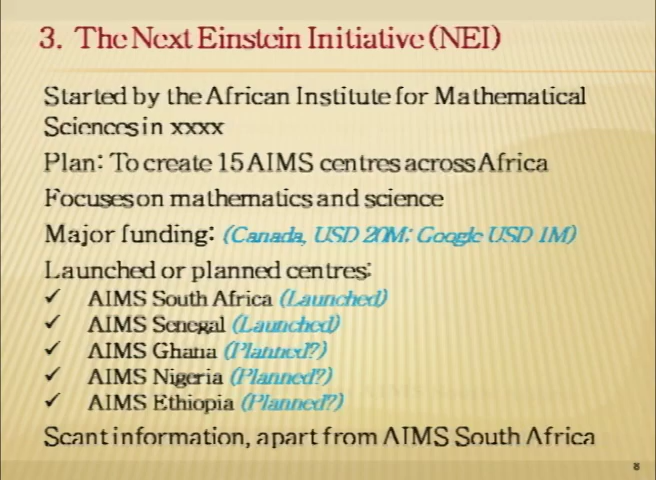 3. The Next Einstein Initiative (NEI)
Started by the African Institute for Mathematical
Sciences in xxxx
Plan: To create 15 AIMS centres across Africa
Focuses on mathematics and science
Major funding: (Canada, USD 20M; Google USD 1M)
Launched or planned centres:
✓ AIMS South Africa (Launched)
✓ AIMS Senegal (Launched)
✓ AIMS Ghana (Planned?)
✓ AIMS Nigeria (Planned?)
✓ AIMS Ethiopia (Planned?)
Scant information, apart from AIMS South Africa
8